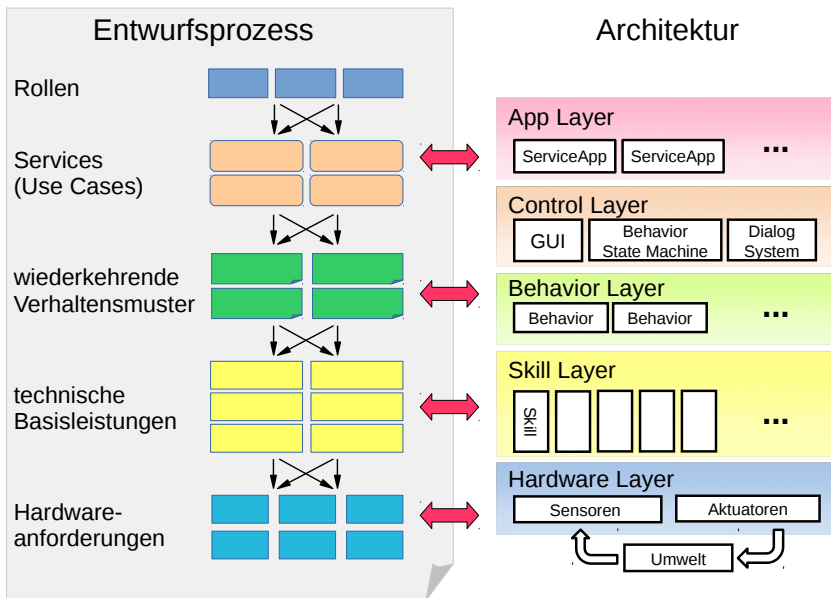 Entwurfsprozess
Rollen
Services
(Use Cases)
wiederkehrende
Verhaltensmuster
technische
Basisleistungen
Hardware-
anforderungen
Architektur
App Layer
ServiceApp
ServiceApp
...
Control Layer
GUI
Behavior
State Machine
Dialog
System
Behavior Layer
Behavior
Behavior
...
Skill Layer
Skill
...
Hardware Layer
Sensoren
Aktuatoren
Umwelt